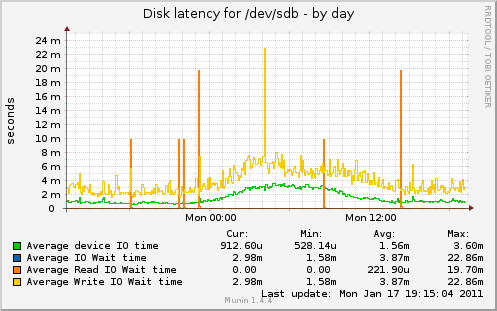 Disk latency for /dev/sdb - by day
RRDTOOL / TOBI OETIKER
seconds
24 m
22 m
20 m
18 m
16 m
14 m
12 m
10 m
8 m
6 m
4 m
2 m
0
Mon 00:00 Mon 12:00
Cur: Min: Avg: Max:
Average device IO time 912.60u 528.14u 1.56m 3.60m
Average IO Wait time 2.98m 1.58m 3.87m 22.86m
Average Read IO Wait time 0.00 0.00 221.90u 19.70m
Average Write IO Wait time 2.98m 1.58m 3.87m 22.86m
Last update: Mon Jan 17 19:15:04 2011
Munin 1.4.4